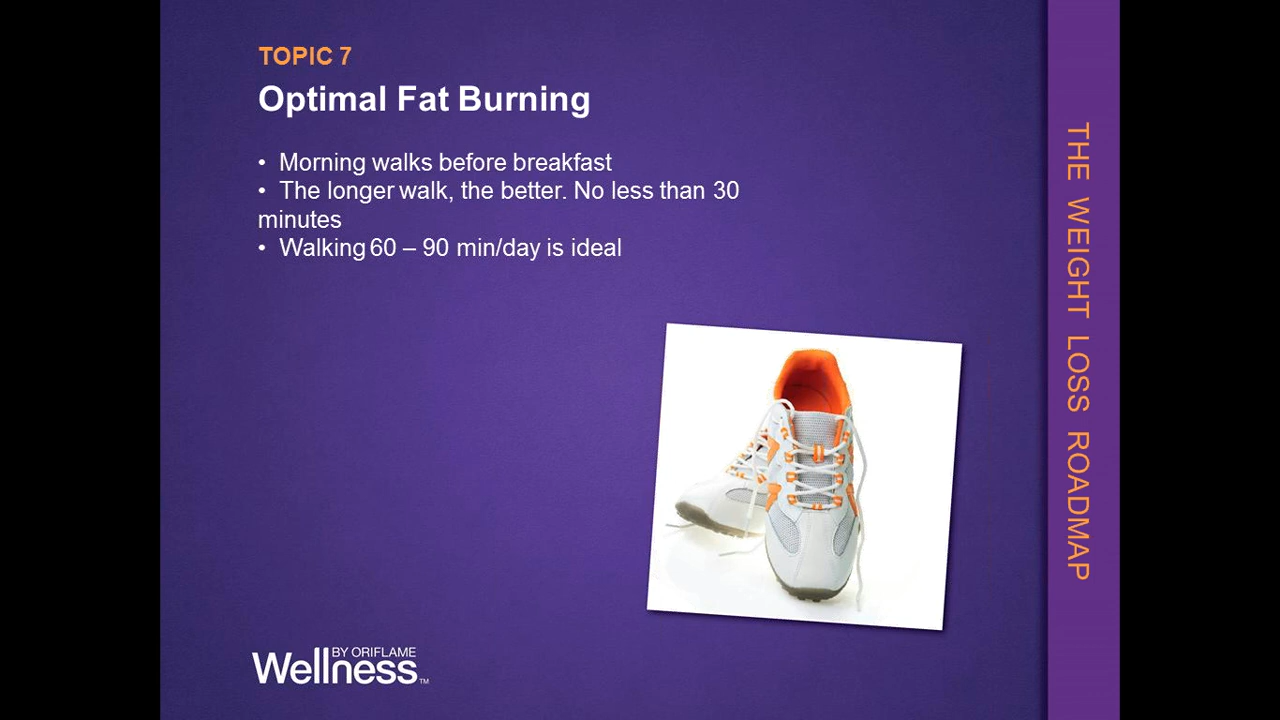 TOPIC 7
Optimal Fat Burning
• Morning walks before breakfast
• The longer walk, the better. No less than 30
minutes
• Walking 60 – 90 min/day is ideal
THE WEIGHT LOSS ROADMAP
BY ORIFLAME
Wellness™